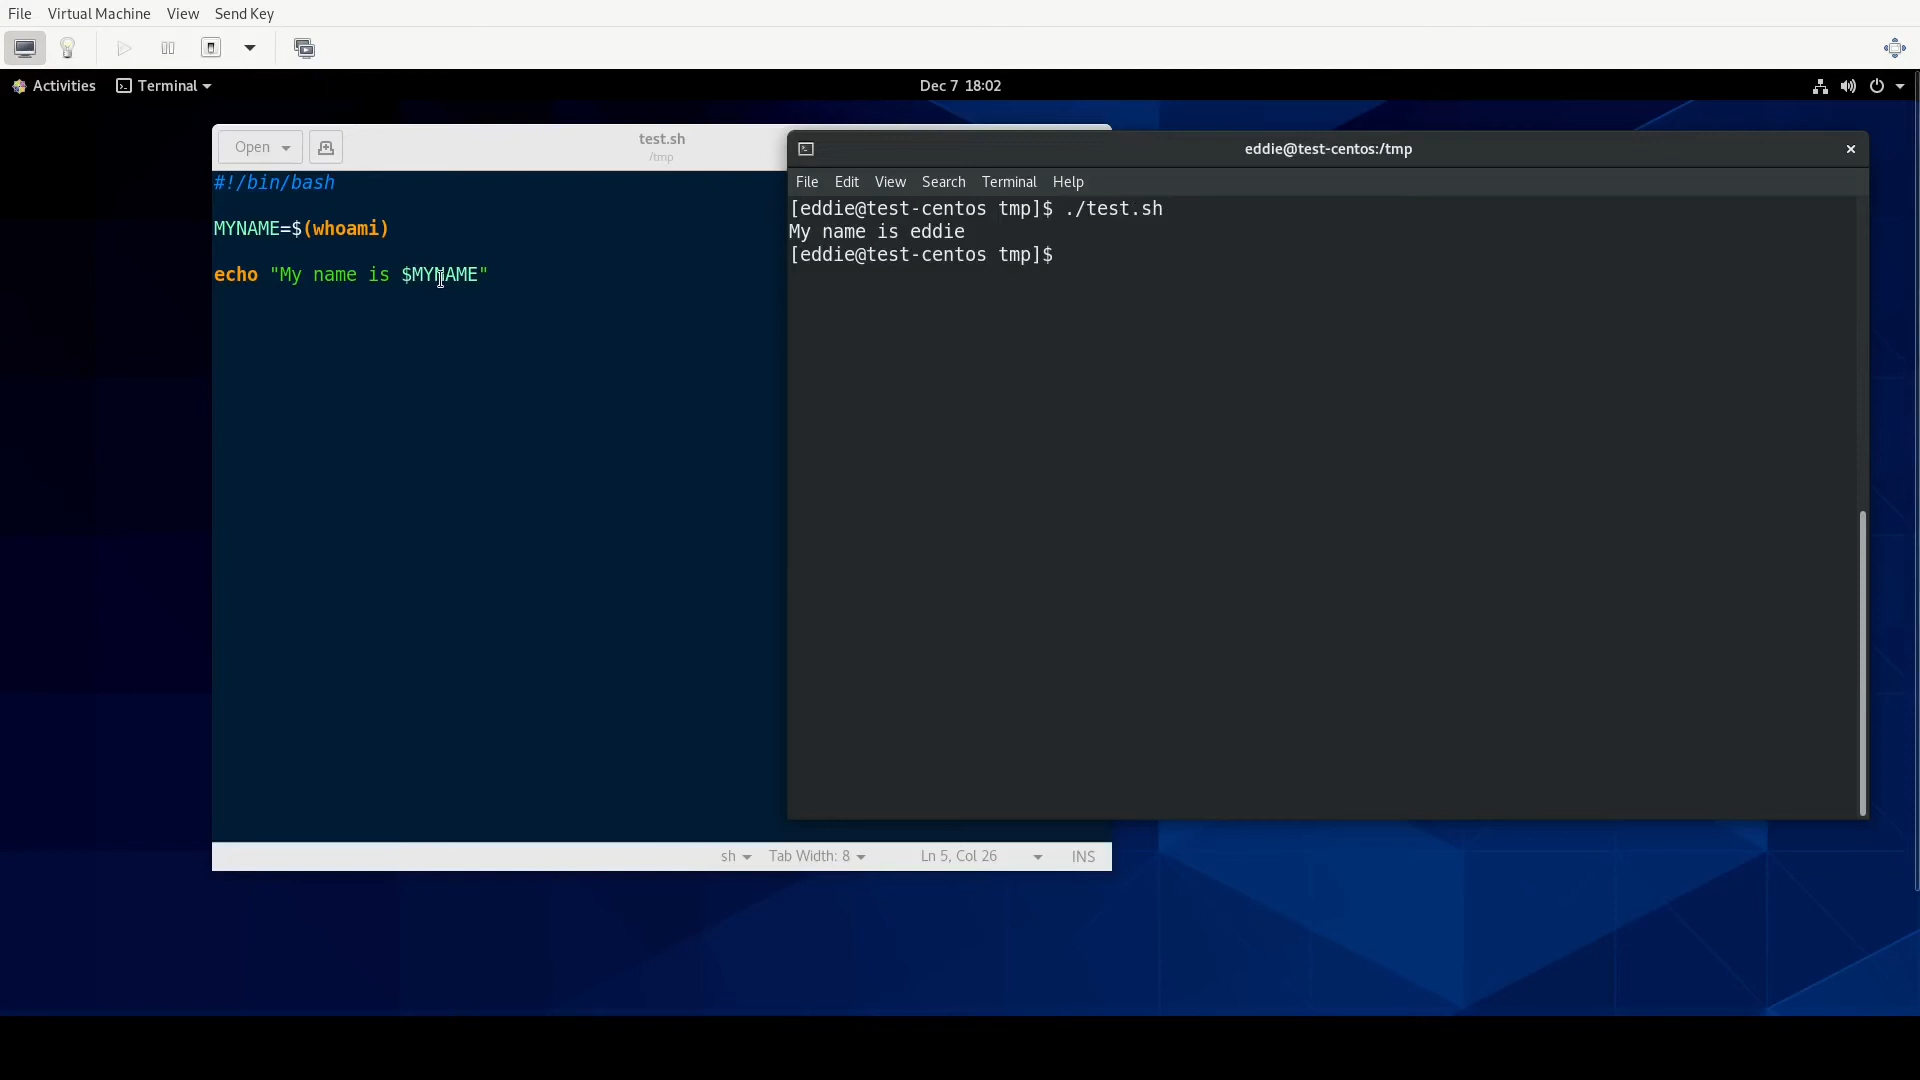 File Virtual Machine View Send Key
Activities Terminal Dec 7 18:02
Open test.sh
/tmp
#!/bin/bash
MYNAME=$(whoami)
echo "My name is $MYNAME"
sh Tab Width: 8 Ln 5, Col 26 INS
eddie@test-centos:/tmp
File Edit View Search Terminal Help
[eddie@test-centos tmp]$ ./test.sh
My name is eddie
[eddie@test-centos tmp]$